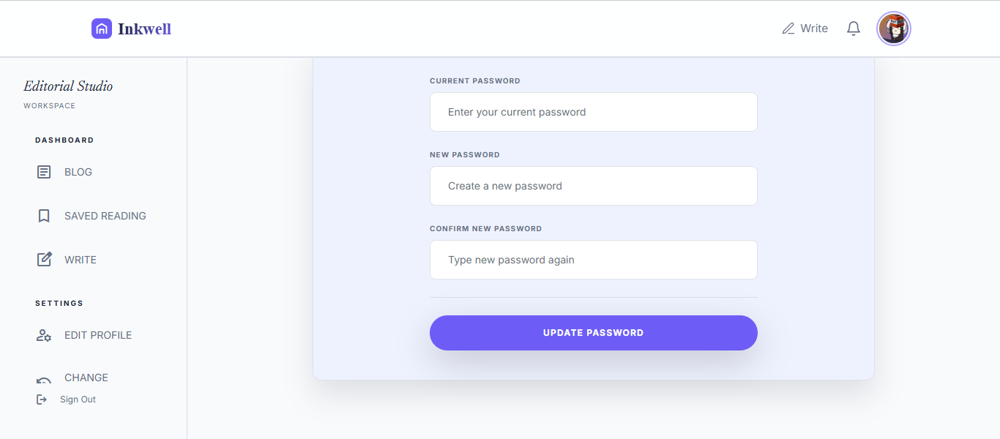 Inkwell
Write
Editorial Studio
WORKSPACE
DASHBOARD
BLOG
SAVED READING
WRITE
SETTINGS
EDIT PROFILE
CHANGE
Sign Out
CURRENT PASSWORD
Enter your current password
NEW PASSWORD
Create a new password
CONFIRM NEW PASSWORD
Type new password again
UPDATE PASSWORD